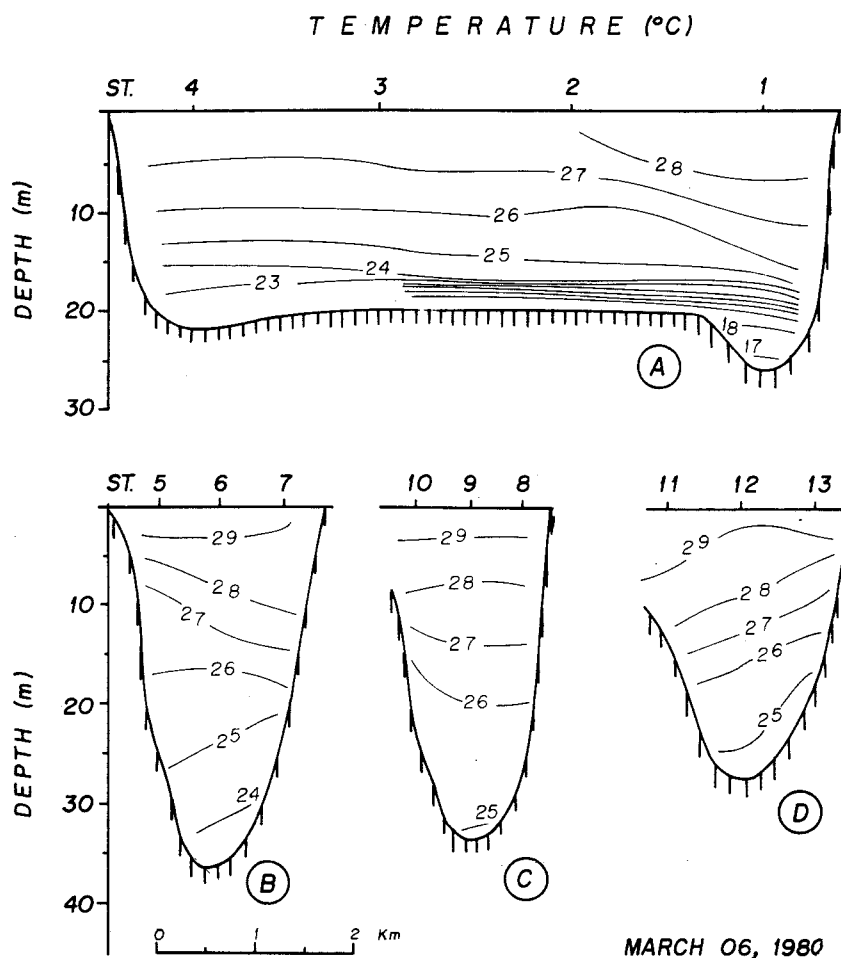 TEMPERATURE (°C)
ST. 4 3 2 1
DEPTH (m)
10
20
30
28
27
26
25
24
23
18
17
A
ST. 5 6 7
10 9 8
11 12 13
DEPTH (m)
10
20
30
40
29
28
27
26
25
24
B
29
28
27
26
25
C
29
28
27
26
25
D
0 1 2 Km
MARCH 06, 1980